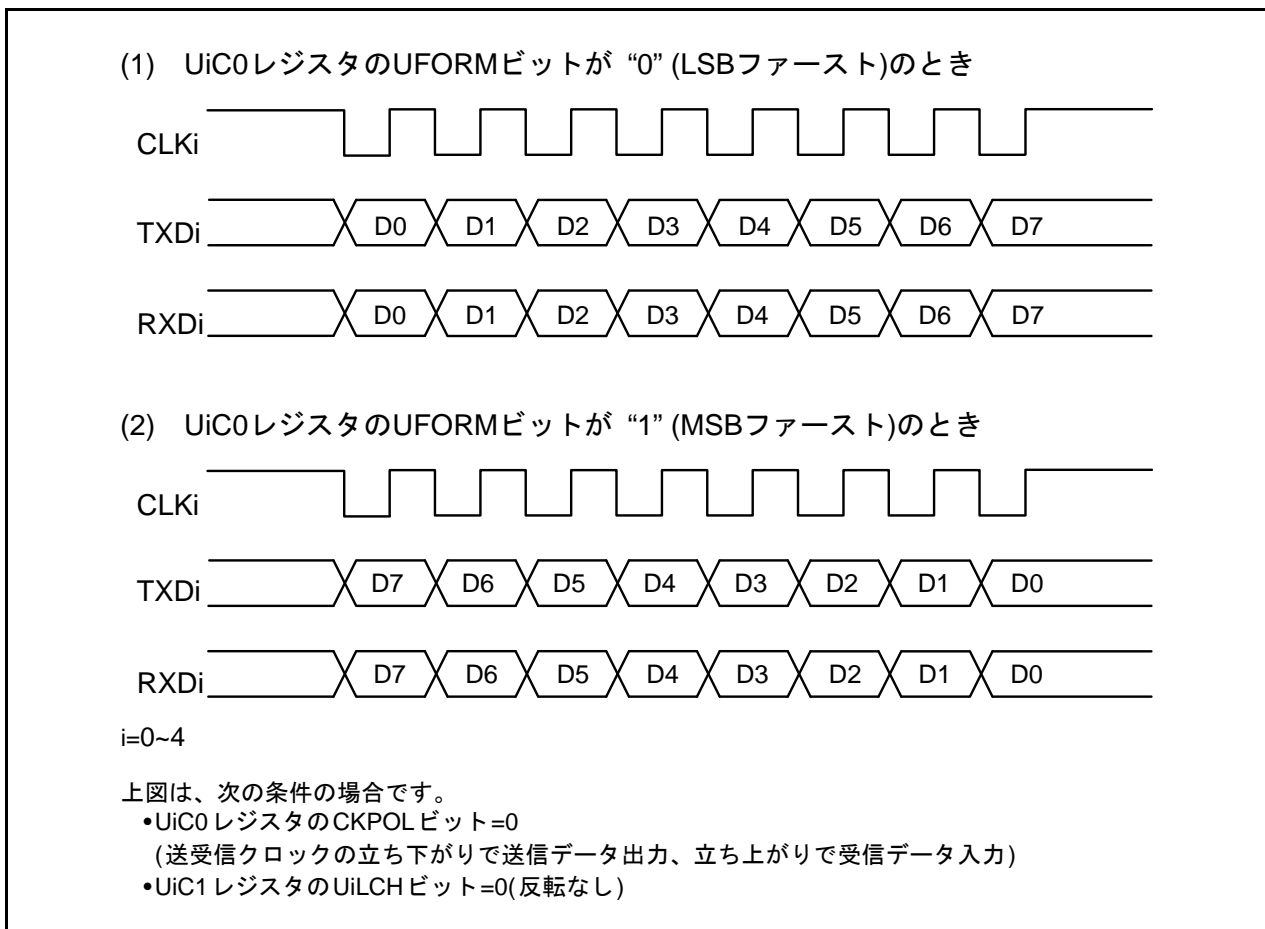 (1) UiC0レジスタのUFORMビットが “0” (LSBファースト)のとき
CLKi
TXDi D0 D1 D2 D3 D4 D5 D6 D7
RXDi D0 D1 D2 D3 D4 D5 D6 D7
(2) UiC0レジスタのUFORMビットが “1” (MSBファースト)のとき
CLKi
TXDi D7 D6 D5 D4 D3 D2 D1 D0
RXDi D7 D6 D5 D4 D3 D2 D1 D0
i=0~4
上図は、次の条件の場合です。
•UiC0レジスタのCKPOLビット=0
(送受信クロックの立ち下がりで送信データ出力、立ち上がりで受信データ入力)
•UiC1レジスタのUiLCHビット=0(反転なし)